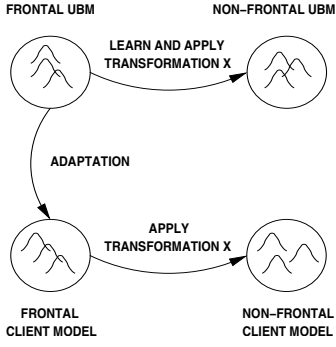 FRONTAL UBM
NON−FRONTAL UBM
LEARN AND APPLY
TRANSFORMATION X
ADAPTATION
APPLY
TRANSFORMATION X
FRONTAL
CLIENT MODEL
NON−FRONTAL
CLIENT MODEL